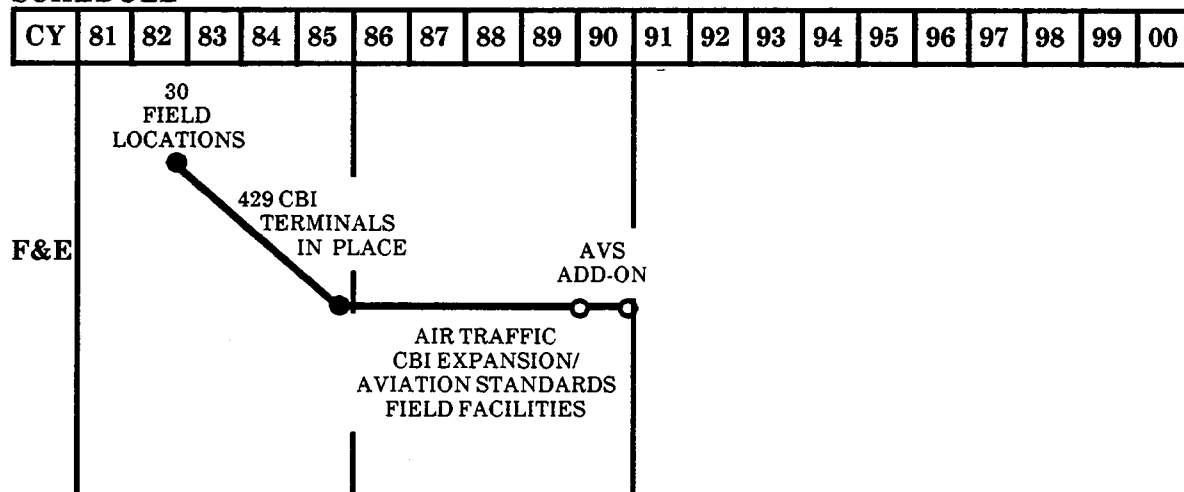 CY 81 82 83 84 85 86 87 88 89 90 91 92 93 94 95 96 97 98 99 00
30
FIELD
LOCATIONS
429 CBI
TERMINALS
IN PLACE
F&E
AVS
ADD-ON
AIR TRAFFIC
CBI EXPANSION/
AVIATION STANDARDS
FIELD FACILITIES